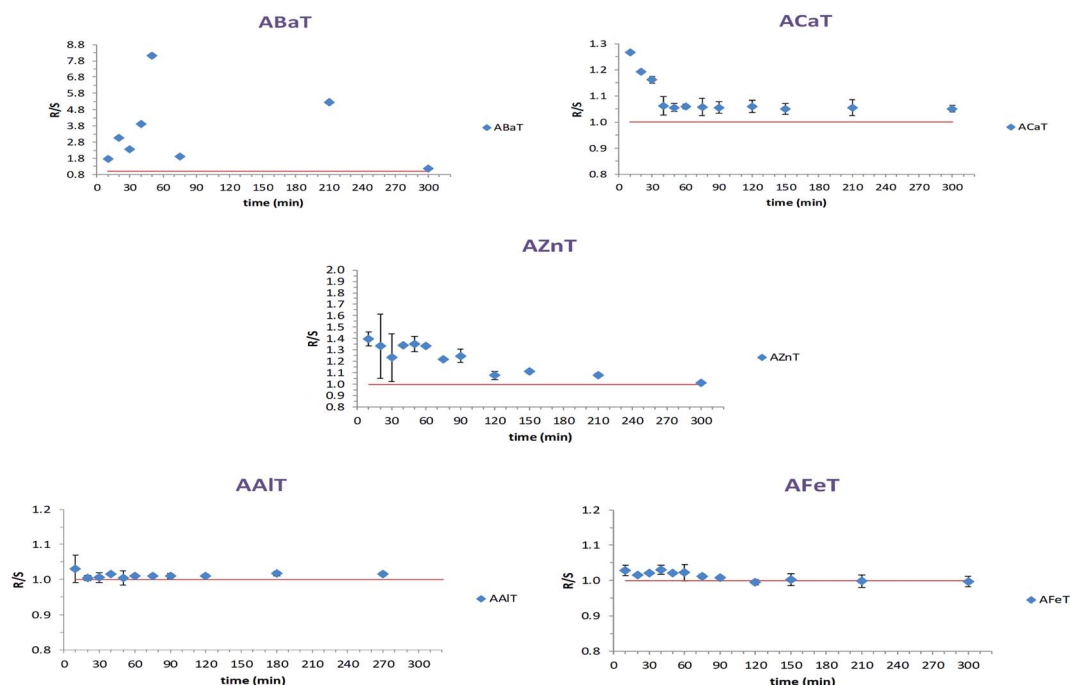 ABaT
8.8
7.8
6.8
5.8
4.8
3.8
2.8
1.8
0.8
R/S
0 30 60 90 120 150 180 210 240 270 300
time (min)
ABaT
ACaT
1.3
1.2
1.1
1.0
0.9
0.8
R/S
0 30 60 90 120 150 180 210 240 270 300
time (min)
ACaT
AZnT
2.0
1.9
1.8
1.7
1.6
1.5
1.4
1.3
1.2
1.1
1.0
0.9
0.8
R/S
0 30 60 90 120 150 180 210 240 270 300
time (min)
AZnT
AAlT
1.2
1.1
1.0
0.9
0.8
R/S
0 30 60 90 120 150 180 210 240 270 300
time (min)
AAlT
AFeT
1.2
1.1
1.0
0.9
0.8
R/S
0 30 60 90 120 150 180 210 240 270 300
time (min)
AFeT